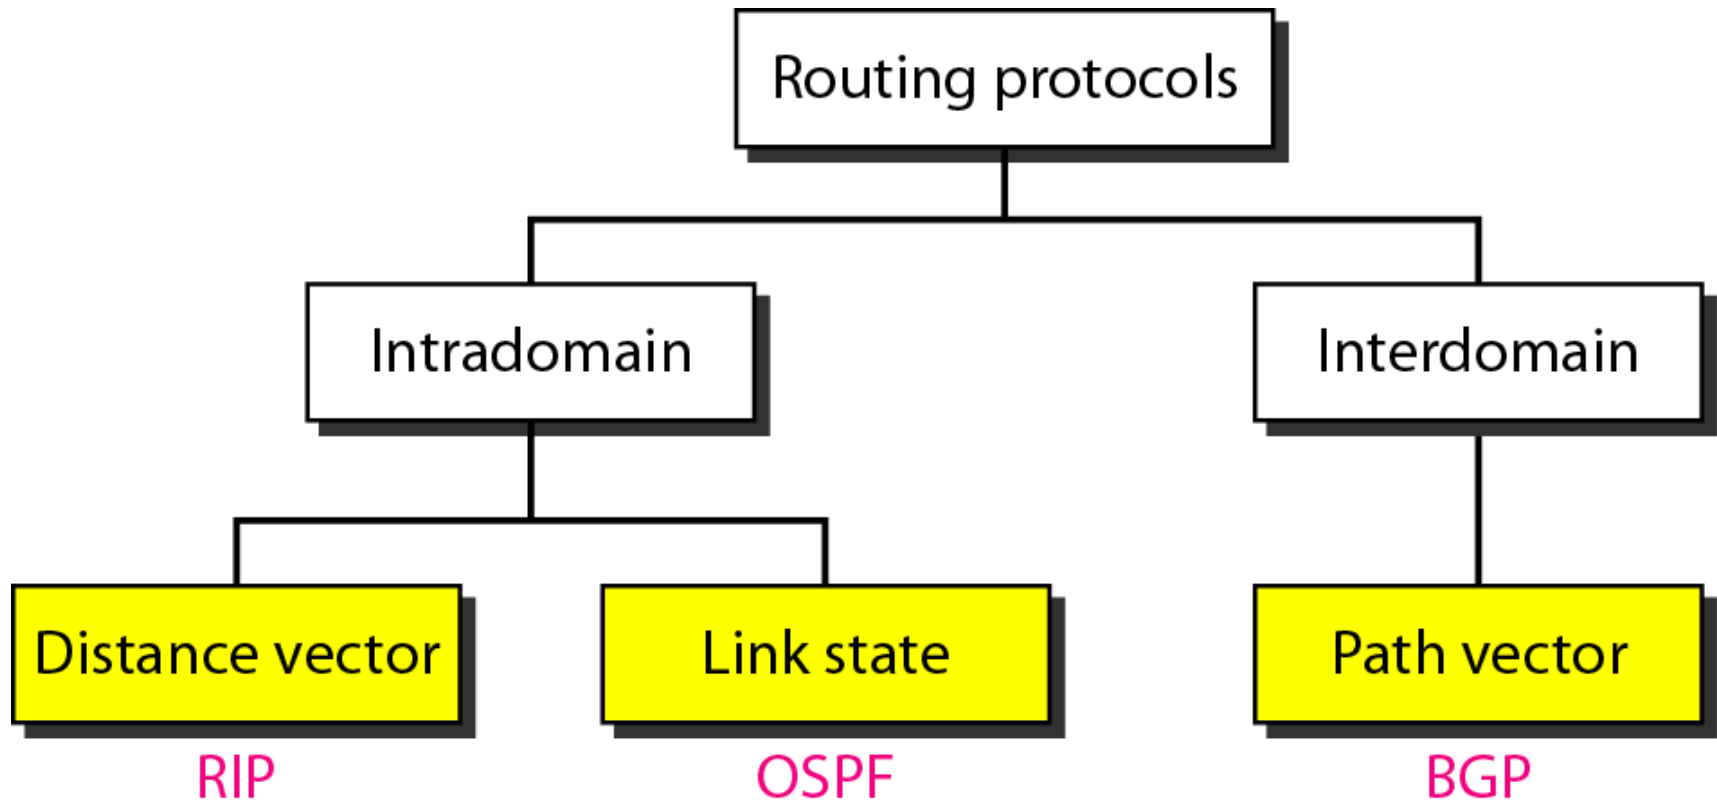 Routing protocols
Intradomain
Interdomain
Distance vector
Link state
Path vector
RIP
OSPF
BGP